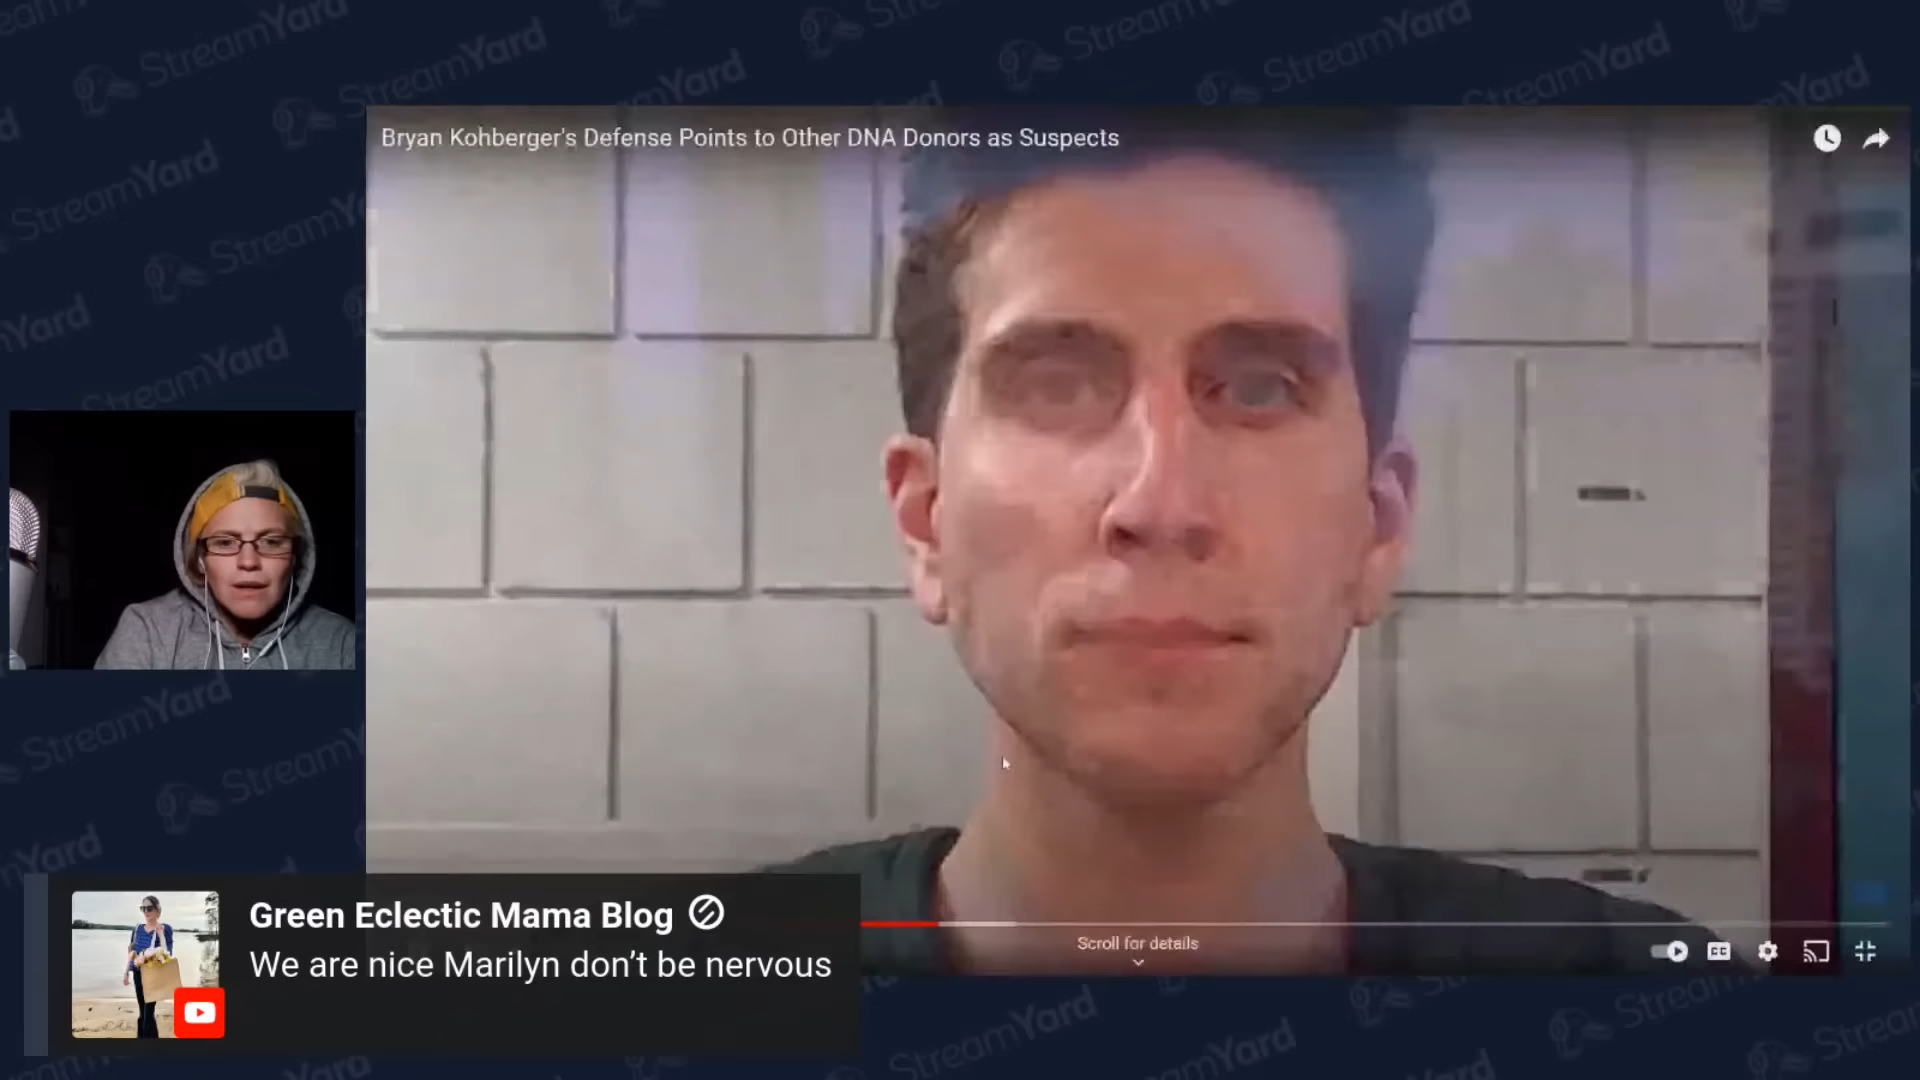 StreamYard
Bryan Kohberger's Defense Points to Other DNA Donors as Suspects
Green Eclectic Mama Blog
We are nice Marilyn don't be nervous
Scroll for details
CC